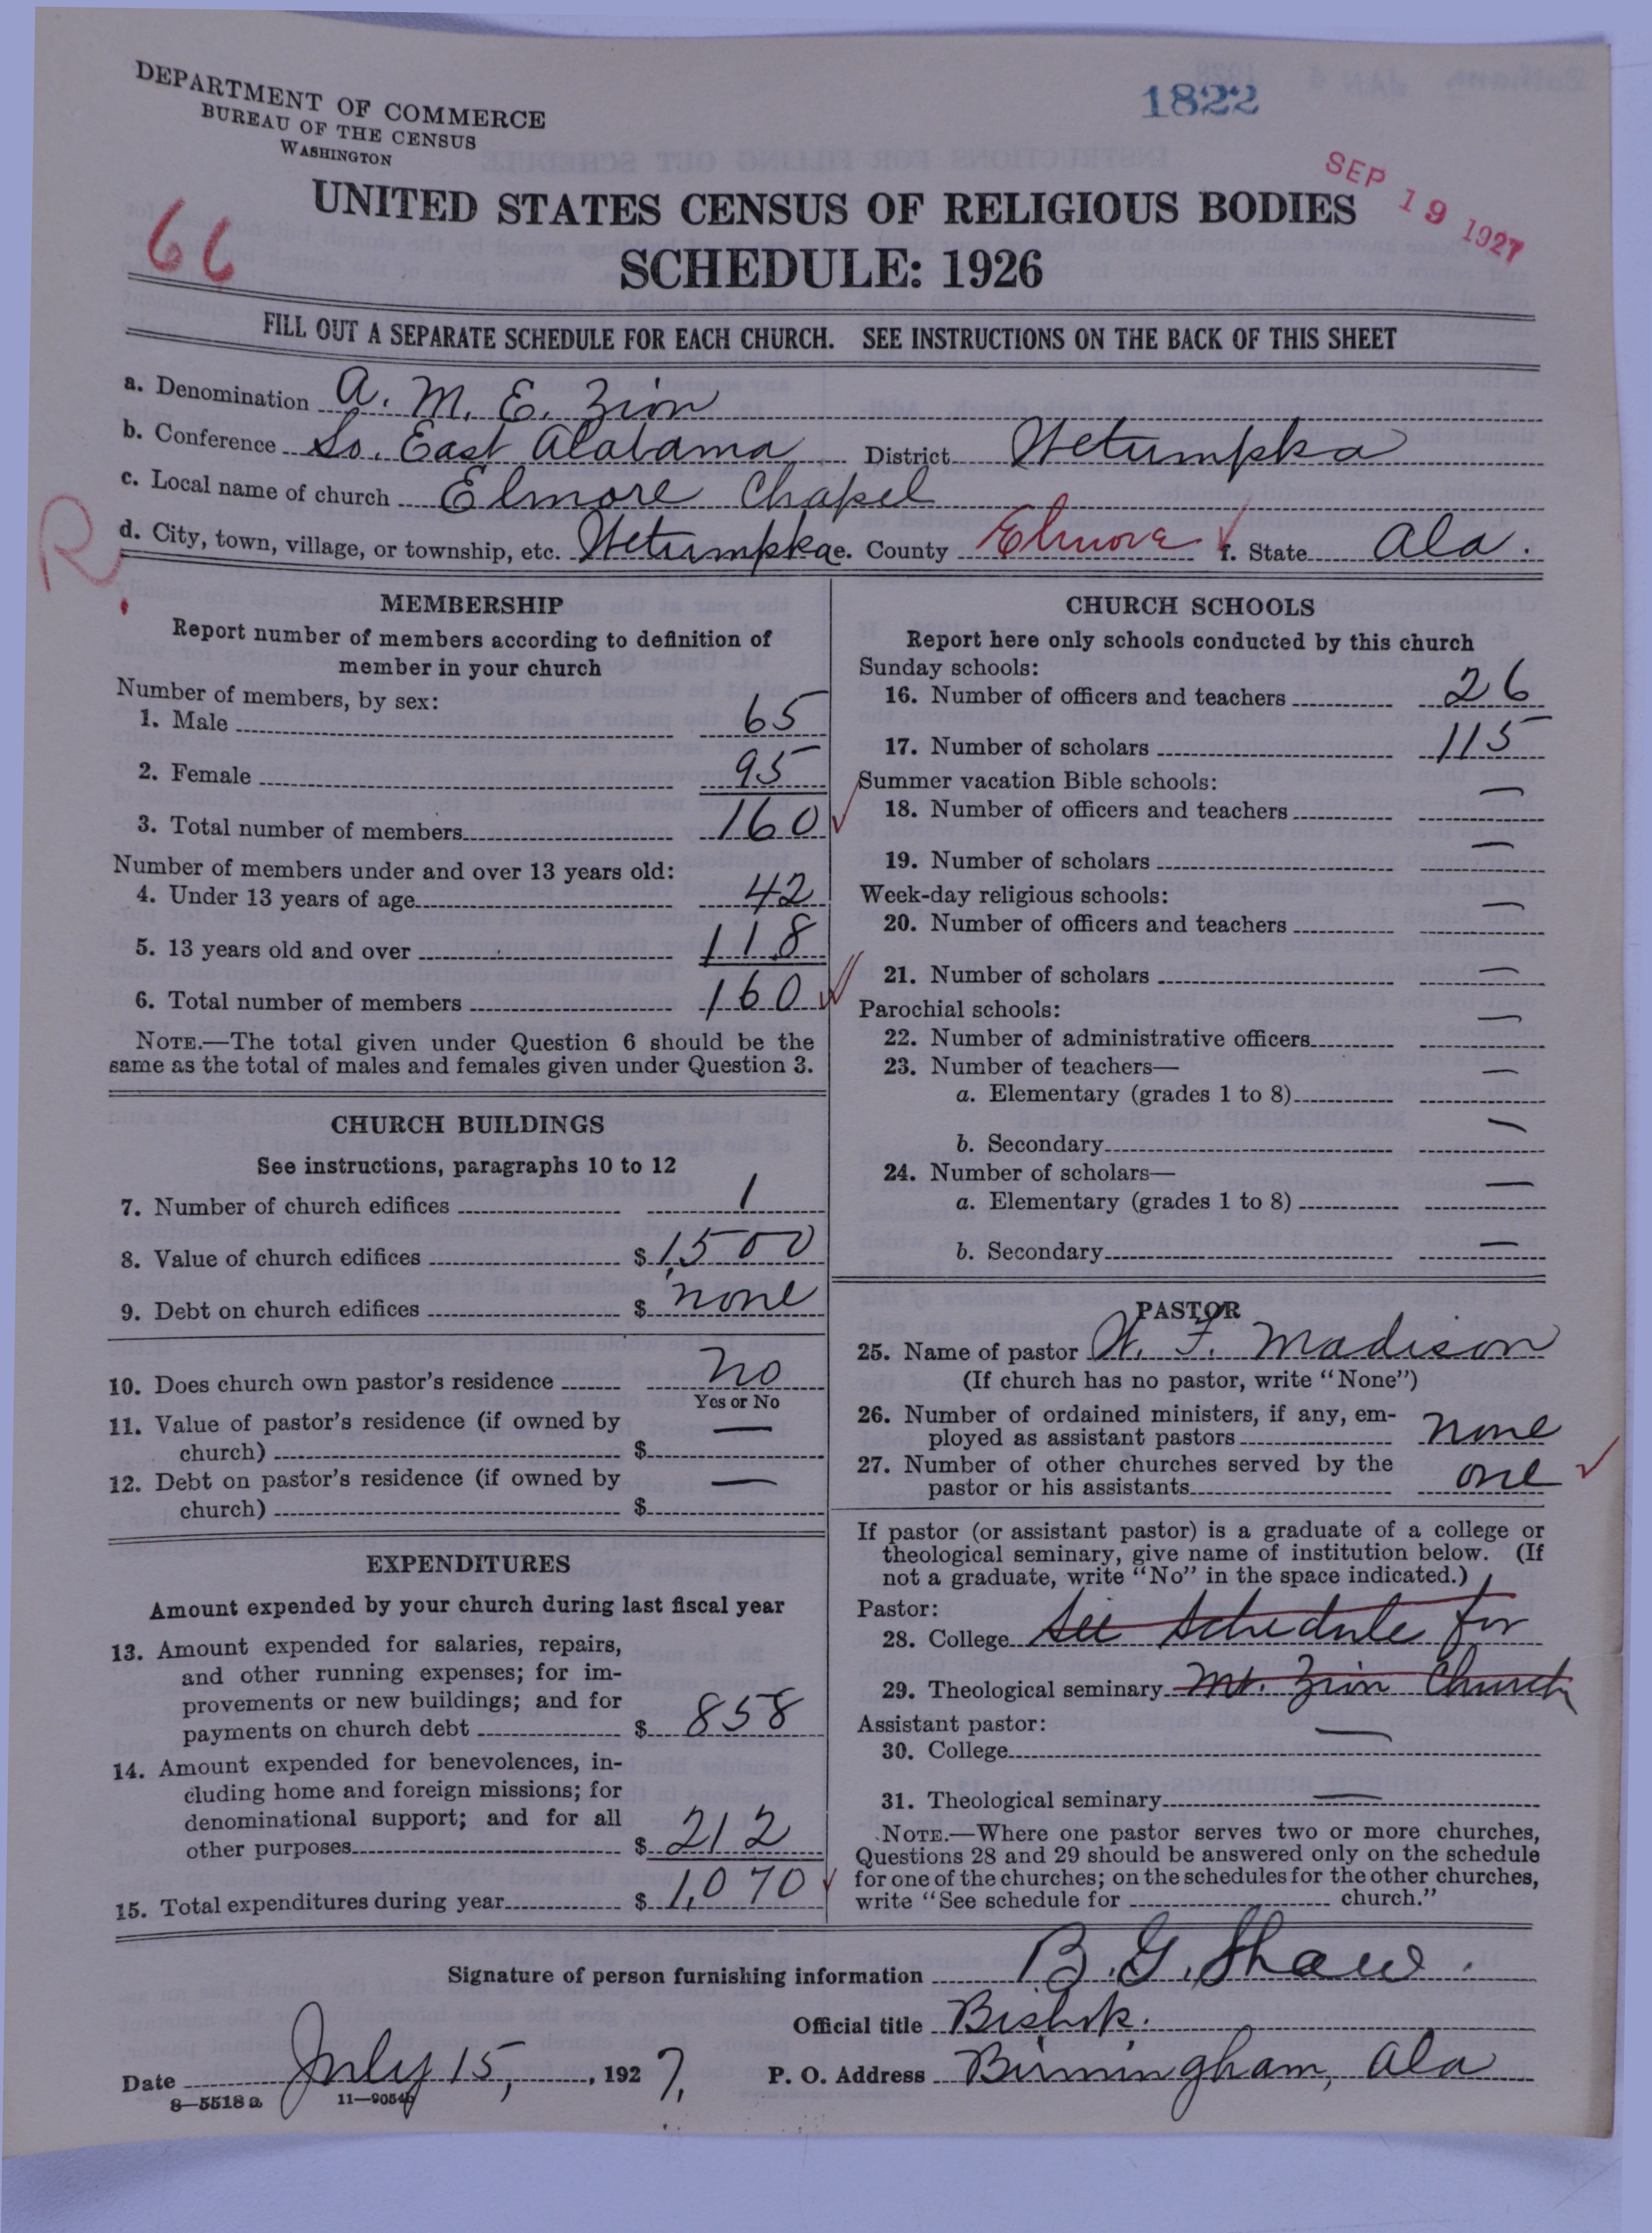 DEPARTMENT OF COMMERCE
BUREAU OF THE CENSUS
WASHINGTON
1822
SEP 19 1927
66
UNITED STATES CENSUS OF RELIGIOUS BODIES
SCHEDULE: 1926
FILL OUT A SEPARATE SCHEDULE FOR EACH CHURCH. SEE INSTRUCTIONS ON THE BACK OF THIS SHEET
a. Denomination A. M. E. Zion
b. Conference So. East Alabama District Wetumpka
c. Local name of church Elmore Chapel
R
d. City, town, village, or township, etc. Wetumpka e. County Elmore f. State Ala.
MEMBERSHIP
Report number of members according to definition of
member in your church
Number of members, by sex:
1. Male 65
2. Female 95
3. Total number of members 160
Number of members under and over 13 years old:
4. Under 13 years of age 42
5. 13 years old and over 118
6. Total number of members 160
NOTE.—The total given under Question 6 should be the
same as the total of males and females given under Question 3.
CHURCH BUILDINGS
See instructions, paragraphs 10 to 12
7. Number of church edifices 1
8. Value of church edifices $ 1,500
9. Debt on church edifices $ none
10. Does church own pastor's residence no
Yes or No
11. Value of pastor's residence (if owned by
church) $ —
12. Debt on pastor's residence (if owned by
church) $ —
EXPENDITURES
Amount expended by your church during last fiscal year
13. Amount expended for salaries, repairs,
and other running expenses; for im-
provements or new buildings; and for
payments on church debt $ 858
14. Amount expended for benevolences, in-
cluding home and foreign missions; for
denominational support; and for all
other purposes $ 212
15. Total expenditures during year $ 1,070
CHURCH SCHOOLS
Report here only schools conducted by this church
Sunday schools:
16. Number of officers and teachers 26
17. Number of scholars 115
Summer vacation Bible schools:
18. Number of officers and teachers —
19. Number of scholars —
Week-day religious schools:
20. Number of officers and teachers —
21. Number of scholars —
Parochial schools:
22. Number of administrative officers —
23. Number of teachers—
a. Elementary (grades 1 to 8) —
b. Secondary —
24. Number of scholars—
a. Elementary (grades 1 to 8) —
b. Secondary —
PASTOR
25. Name of pastor W. F. Madison
(If church has no pastor, write "None")
26. Number of ordained ministers, if any, em-
ployed as assistant pastors none
27. Number of other churches served by the
pastor or his assistants one
If pastor (or assistant pastor) is a graduate of a college or
theological seminary, give name of institution below. (If
not a graduate, write "No" in the space indicated.)
Pastor:
28. College See Schedule for
29. Theological seminary Mt. Zion Church
Assistant pastor:
30. College —
31. Theological seminary —
NOTE.—Where one pastor serves two or more churches,
Questions 28 and 29 should be answered only on the schedule
for one of the churches; on the schedules for the other churches,
write "See schedule for ---------- church."
Signature of person furnishing information B. G. Shaw.
Official title Bishop.
Date July 15, , 1927, P. O. Address Birmingham, Ala
8—5518 a 11—9054b